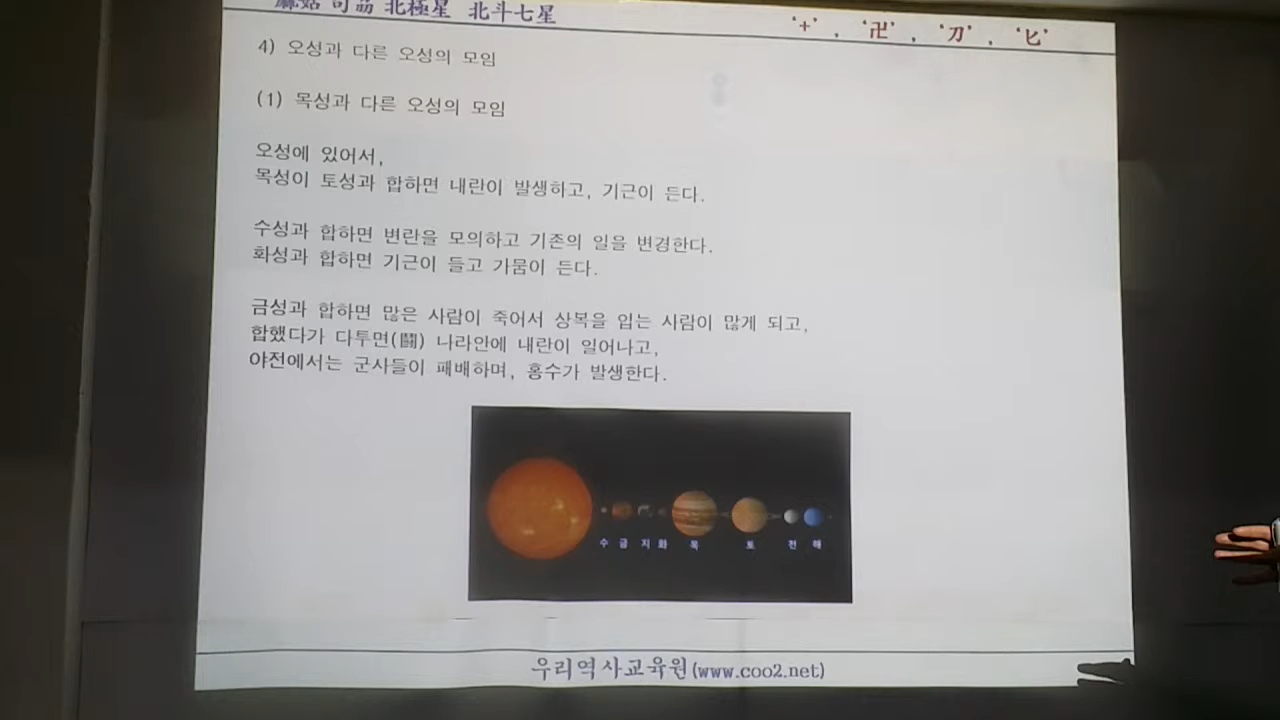 麻姑 司芴 北極星 北斗七星
'十', '卍', '刀', '匕'
4) 오성과 다른 오성의 모임
(1) 목성과 다른 오성의 모임
오성에 있어서,
목성이 토성과 합하면 내란이 발생하고, 기근이 든다.
수성과 합하면 변란을 모의하고 기존의 일을 변경한다.
화성과 합하면 기근이 들고 가뭄이 든다.
금성과 합하면 많은 사람이 죽어서 상복을 입는 사람이 많게 되고,
합했다가 다투면(鬪) 나라안에 내란이 일어나고,
야전에서는 군사들이 패배하며, 홍수가 발생한다.
수 금 지 화 목 토 천 해
우리역사교육원(www.coo2.net)